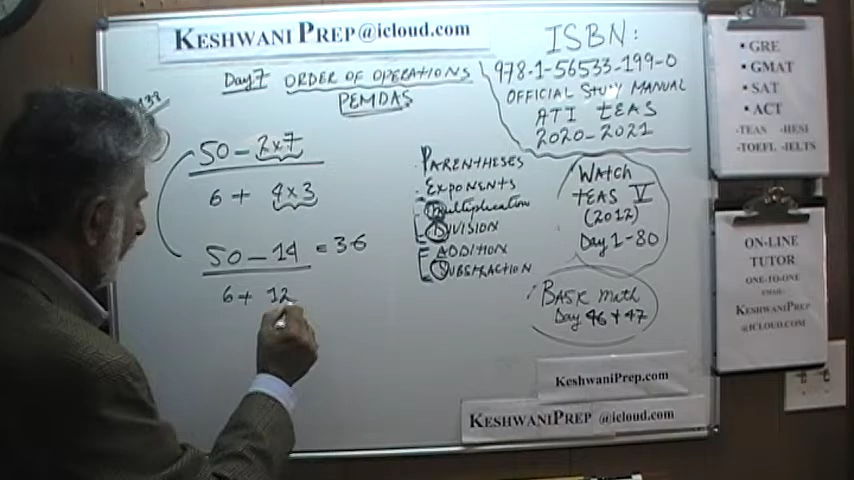 KESHWANI PREP@icloud.com
Day 7 ORDER OF OPERATIONS
PEMDAS
50 - 2x7
6 + 4x3
50 - 14 = 36
6 + 12
PARENTHESES
EXPONENTS
Multiplication
DIVISION
ADDITION
SUBSTRACTION
ISBN:
978-1-56533-199-0
OFFICIAL STUDY MANUAL
ATI TEAS
2020-2021
WATCH
TEAS V
(2012)
Day 1-80
BASIC Math
Day 46 + 47
KeshwaniPrep.com
KESHWANIPREP @icloud.com
• GRE
• GMAT
• SAT
• ACT
-TEAS -HESI
-TOEFL -IELTS
ON-LINE
TUTOR
ONE-TO-ONE
EMAIL:
KESHWANIPREP
@ICLOUD.COM